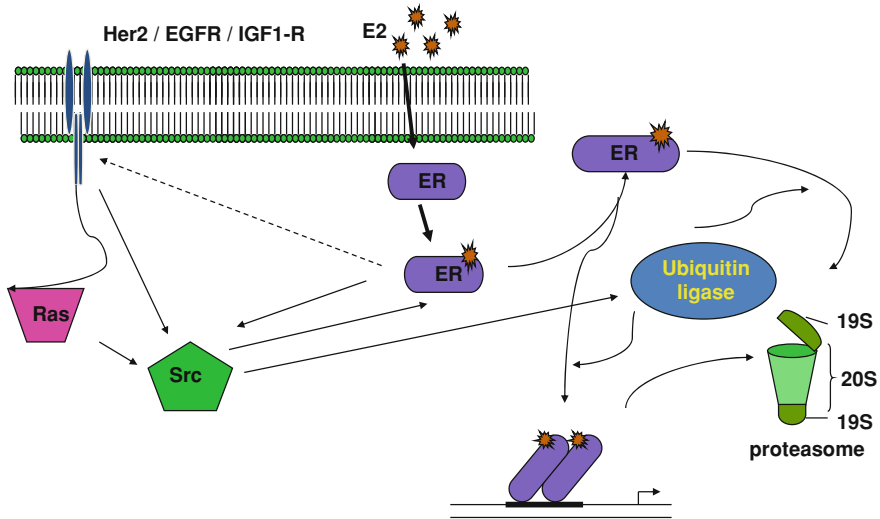 Her2 / EGFR / IGF1-R
E2
ER
ER
ER
Ubiquitin
ligase
Ras
Src
19S
20S
19S
proteasome